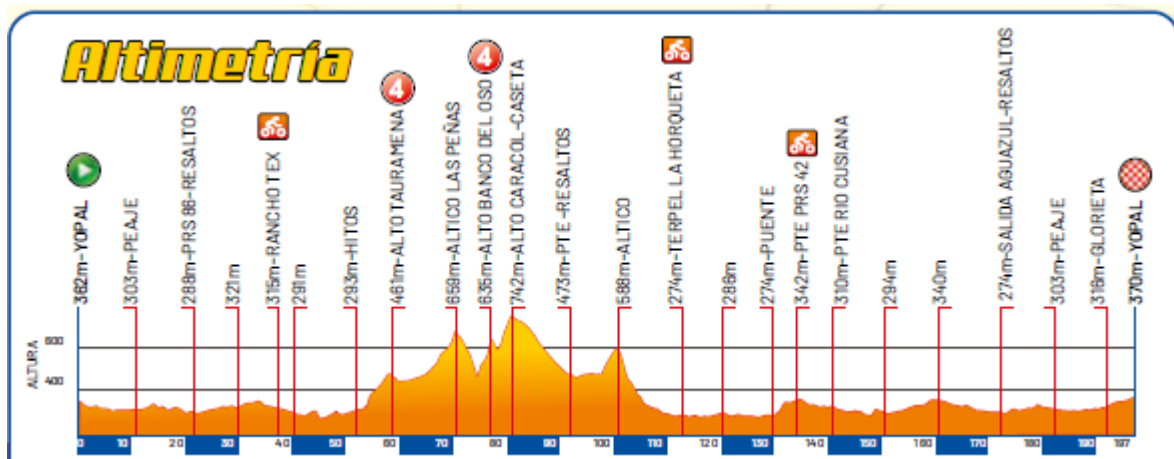 Altimetría
4
4
362m-YOPAL
303m-PEAJE
288m-PRS 86-RESALTOS
321m
315m-RANCHO TEX
291m
293m-HITOS
461m-ALTO TAURAMENA
659m-ALTICO LAS PEÑAS
635m-ALTO BANCO DEL OSO
742m-ALTO CARACOL-CASETA
473m-PTE-RESALTOS
588m-ALTICO
274m-TERPEL LA HORQUETA
286m
274m-PUENTE
342m-PTE PRS 42
310m-PTE RIO CUSIANA
294m
340m
274m-SALIDA AGUAZUL-RESALTOS
303m-PEAJE
316m-GLORIETA
370m-YOPAL
ALTURA
600
400
0 10 20 30 40 50 60 70 80 90 100 110 120 130 140 150 160 170 180 190 197